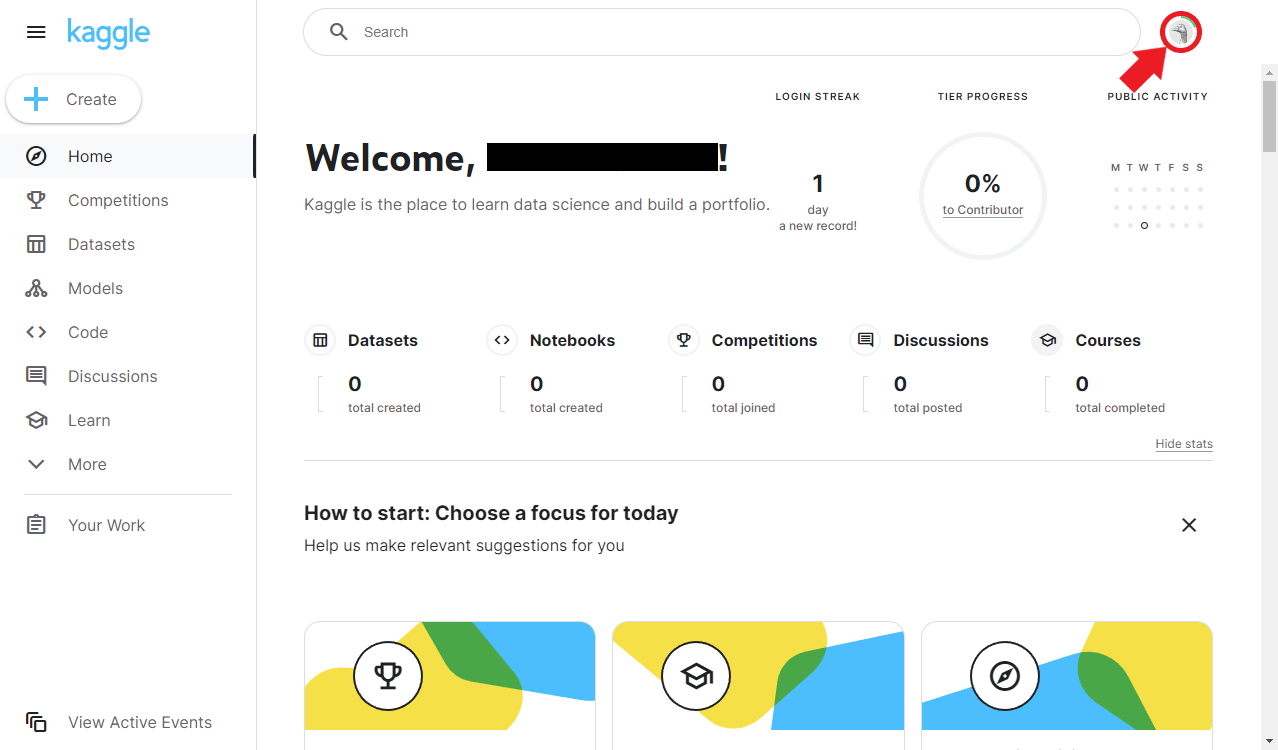 kaggle
Search
Create
Home
Competitions
Datasets
Models
Code
Discussions
Learn
More
Your Work
View Active Events
LOGIN STREAK
TIER PROGRESS
PUBLIC ACTIVITY
Welcome, !
Kaggle is the place to learn data science and build a portfolio.
1
day
a new record!
0%
to Contributor
M T W T F S S
Datasets
0
total created
Notebooks
0
total created
Competitions
0
total joined
Discussions
0
total posted
Courses
0
total completed
Hide stats
How to start: Choose a focus for today
Help us make relevant suggestions for you